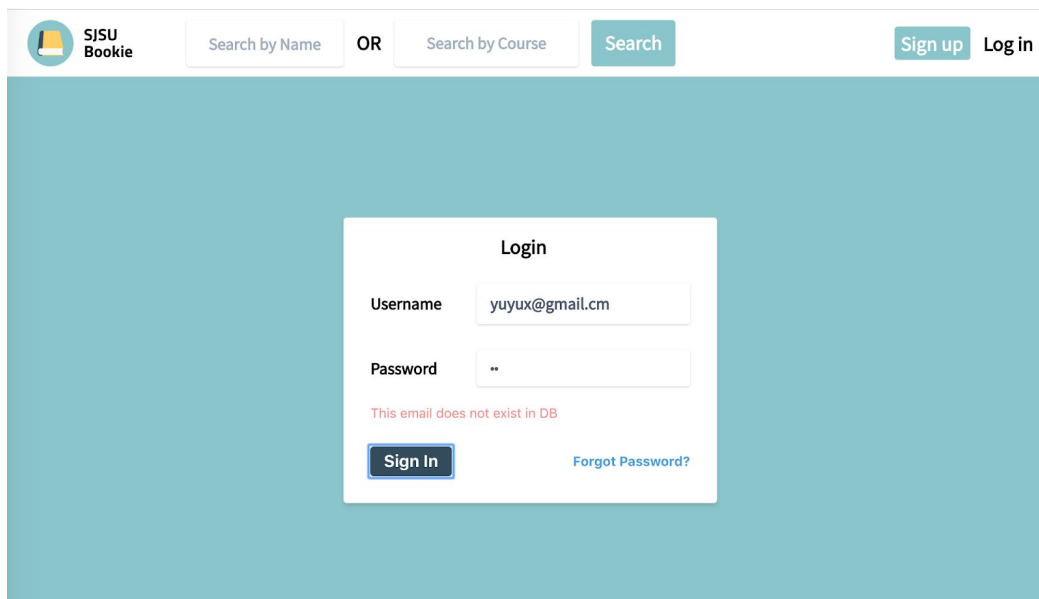 SJSU
Bookie
Search by Name OR Search by Course Search Sign up Log in
Login
Username yuyux@gmail.cm
Password ••
This email does not exist in DB
Sign In Forgot Password?